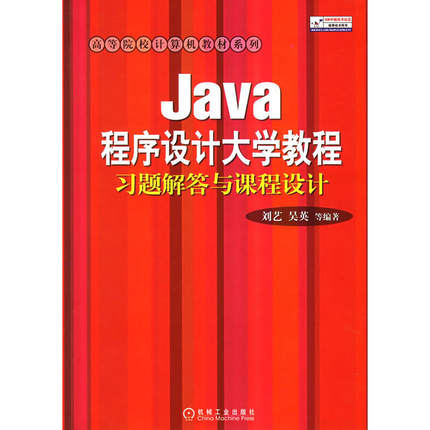 高等院校计算机教材系列
Java
程序设计大学教程
习题解答与课程设计
刘艺 吴英 等编著
机械工业出版社
China Machine Press